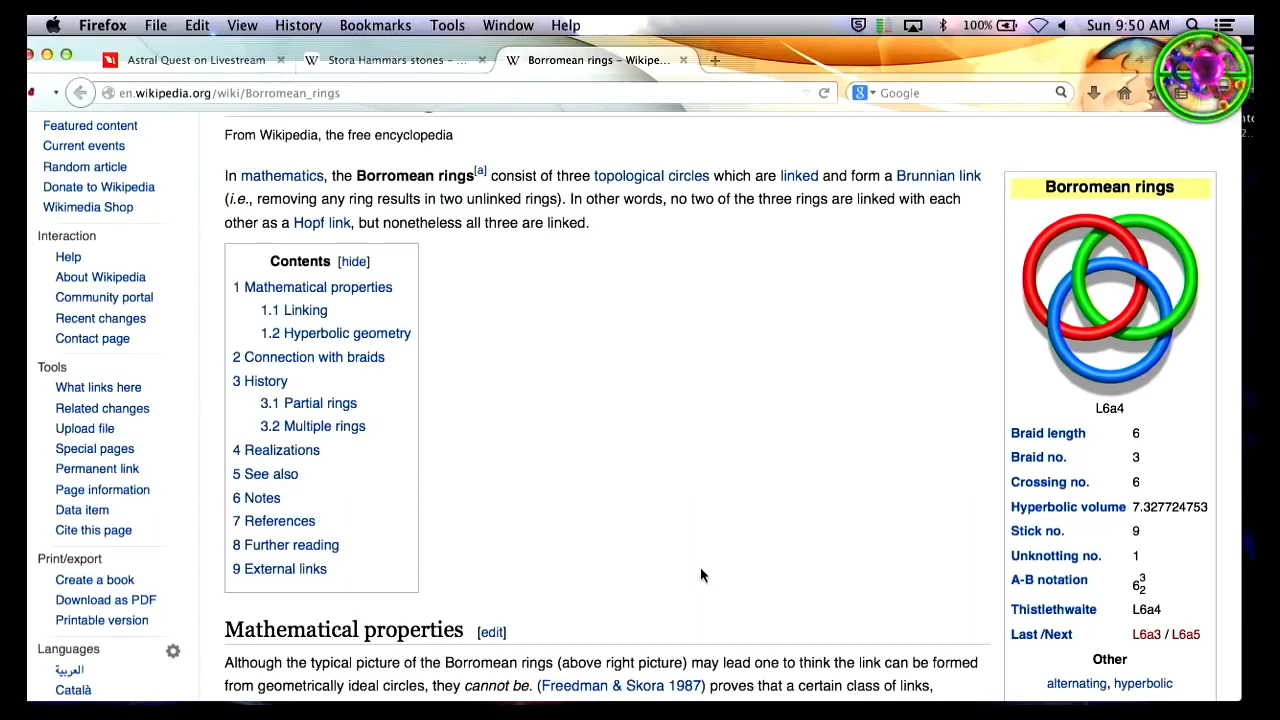 Firefox File Edit View History Bookmarks Tools Window Help 100% Sun 9:50 AM
Astral Quest on Livestream
Stora Hammars stones - ...
Borromean rings - Wikipe...
en.wikipedia.org/wiki/Borromean_rings
Google
Featured content
Current events
Random article
Donate to Wikipedia
Wikimedia Shop
Interaction
Help
About Wikipedia
Community portal
Recent changes
Contact page
Tools
What links here
Related changes
Upload file
Special pages
Permanent link
Page information
Data item
Cite this page
Print/export
Create a book
Download as PDF
Printable version
Languages
العربية
Català
From Wikipedia, the free encyclopedia
In mathematics, the Borromean rings[a] consist of three topological circles which are linked and form a Brunnian link
(i.e., removing any ring results in two unlinked rings). In other words, no two of the three rings are linked with each
other as a Hopf link, but nonetheless all three are linked.
Contents [hide]
1 Mathematical properties
1.1 Linking
1.2 Hyperbolic geometry
2 Connection with braids
3 History
3.1 Partial rings
3.2 Multiple rings
4 Realizations
5 See also
6 Notes
7 References
8 Further reading
9 External links
Mathematical properties [edit]
Although the typical picture of the Borromean rings (above right picture) may lead one to think the link can be formed
from geometrically ideal circles, they cannot be. (Freedman & Skora 1987) proves that a certain class of links,
Borromean rings
L6a4
Braid length 6
Braid no. 3
Crossing no. 6
Hyperbolic volume 7.327724753
Stick no. 9
Unknotting no. 1
A-B notation 6³₂
Thistlethwaite L6a4
Last /Next L6a3 / L6a5
Other
alternating, hyperbolic